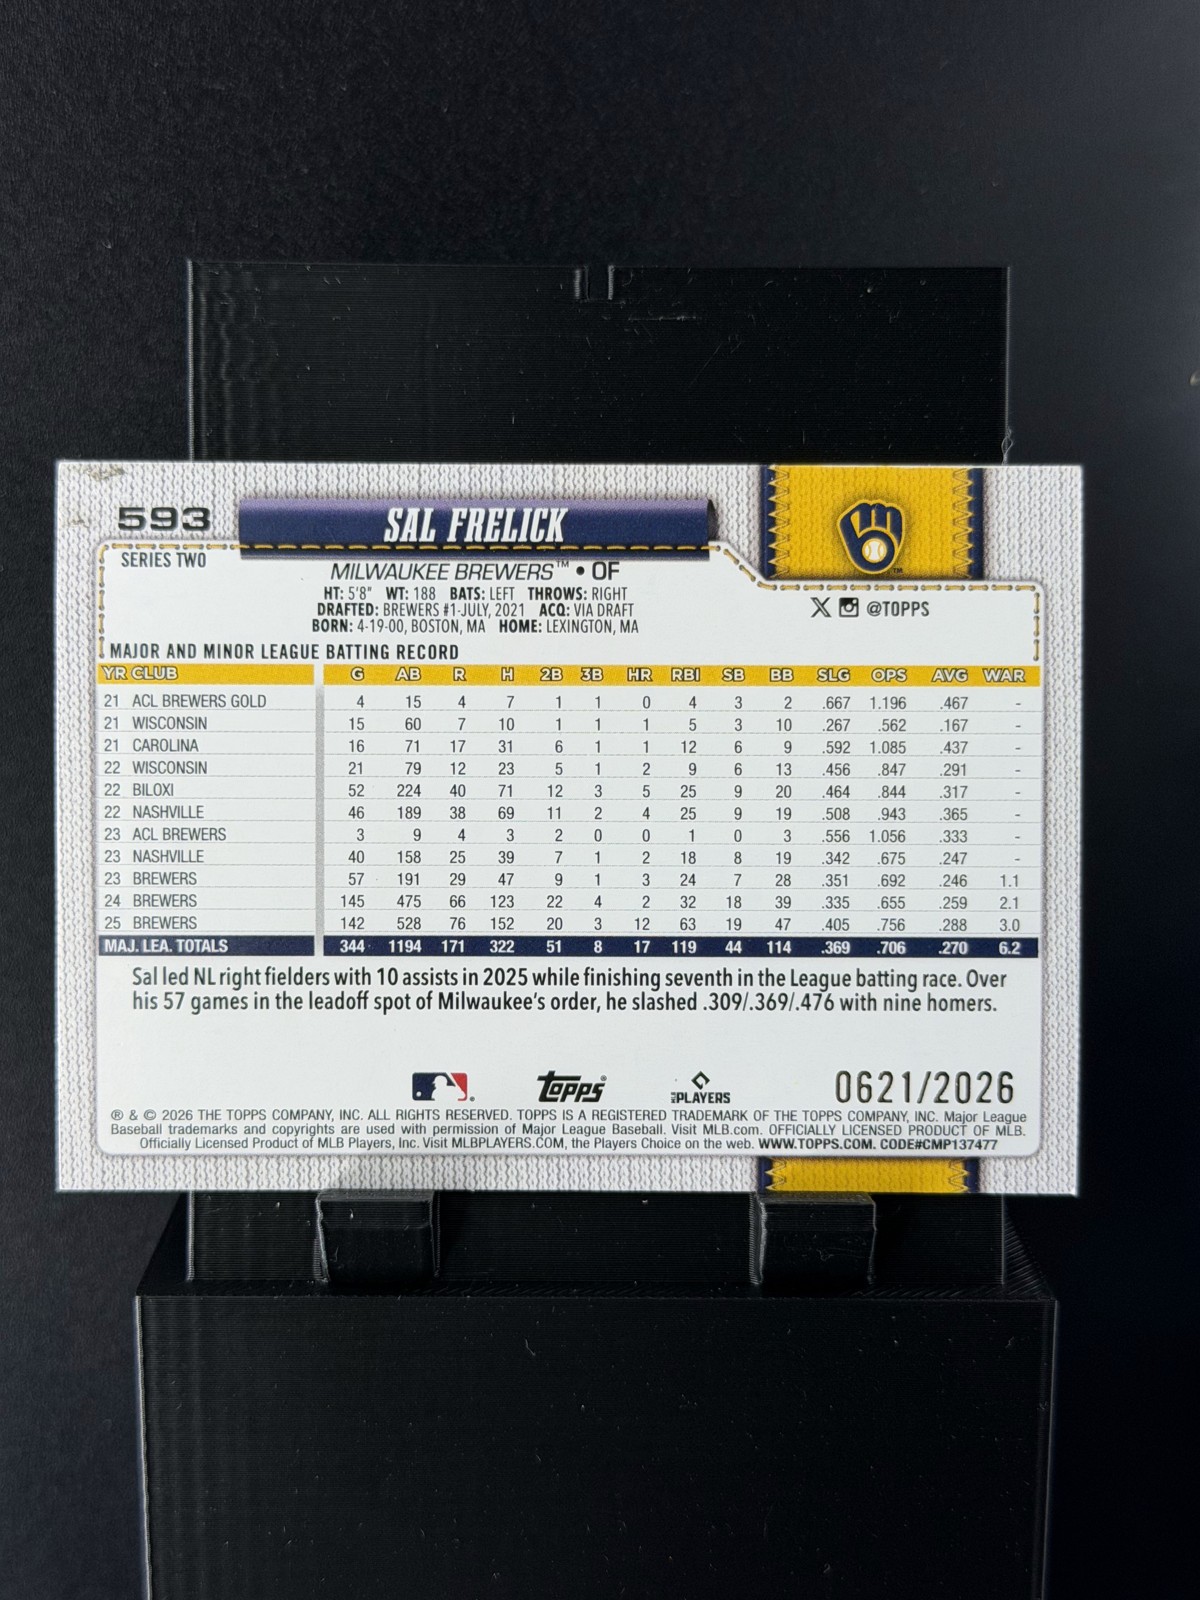 593
SAL FRELICK
SERIES TWO
MILWAUKEE BREWERS™ • OF
HT: 5'8" WT: 188 BATS: LEFT THROWS: RIGHT
DRAFTED: BREWERS #1-JULY, 2021 ACQ: VIA DRAFT
BORN: 4-19-00, BOSTON, MA HOME: LEXINGTON, MA
X @TOPPS
MAJOR AND MINOR LEAGUE BATTING RECORD
YR CLUB G AB R H 2B 3B HR RBI SB BB SLG OPS AVG WAR
21 ACL BREWERS GOLD 4 15 4 7 1 1 0 4 3 2 .667 1.196 .467 -
21 WISCONSIN 15 60 7 10 1 1 1 5 3 10 .267 .562 .167 -
21 CAROLINA 16 71 17 31 6 1 1 12 6 9 .592 1.085 .437 -
22 WISCONSIN 21 79 12 23 5 1 2 9 6 13 .456 .847 .291 -
22 BILOXI 52 224 40 71 12 3 5 25 9 20 .464 .844 .317 -
22 NASHVILLE 46 189 38 69 11 2 4 25 9 19 .508 .943 .365 -
23 ACL BREWERS 3 9 4 3 2 0 0 1 0 3 .556 1.056 .333 -
23 NASHVILLE 40 158 25 39 7 1 2 18 8 19 .342 .675 .247 -
23 BREWERS 57 191 29 47 9 1 3 24 7 28 .351 .692 .246 1.1
24 BREWERS 145 475 66 123 22 4 2 32 18 39 .335 .655 .259 2.1
25 BREWERS 142 528 76 152 20 3 12 63 19 47 .405 .756 .288 3.0
MAJ. LEA. TOTALS 344 1194 171 322 51 8 17 119 44 114 .369 .706 .270 6.2
Sal led NL right fielders with 10 assists in 2025 while finishing seventh in the League batting race. Over
his 57 games in the leadoff spot of Milwaukee's order, he slashed .309/.369/.476 with nine homers.
Topps® MLB PLAYERS 0621/2026
® & © 2026 THE TOPPS COMPANY, INC. ALL RIGHTS RESERVED. TOPPS IS A REGISTERED TRADEMARK OF THE TOPPS COMPANY, INC. Major League
Baseball trademarks and copyrights are used with permission of Major League Baseball. Visit MLB.com. OFFICIALLY LICENSED PRODUCT OF MLB.
Officially Licensed Product of MLB Players, Inc. Visit MLBPLAYERS.COM, the Players Choice on the web. WWW.TOPPS.COM. CODE#CMP137477